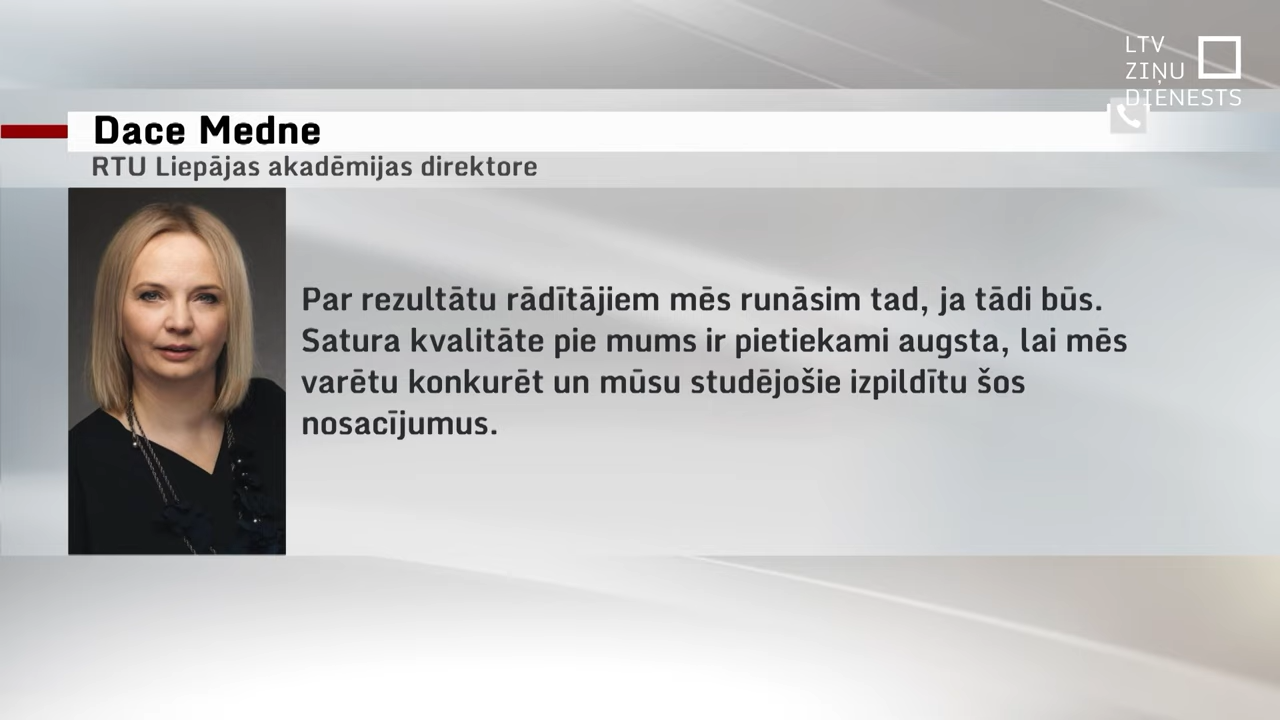 LTV
ZIŅU
DIENESTS
Dace Medne
RTU Liepājas akadēmijas direktore
Par rezultātu rādītājiem mēs runāsim tad, ja tādi būs.
Satura kvalitāte pie mums ir pietiekami augsta, lai mēs
varētu konkurēt un mūsu studējošie izpildītu šos
nosacījumus.